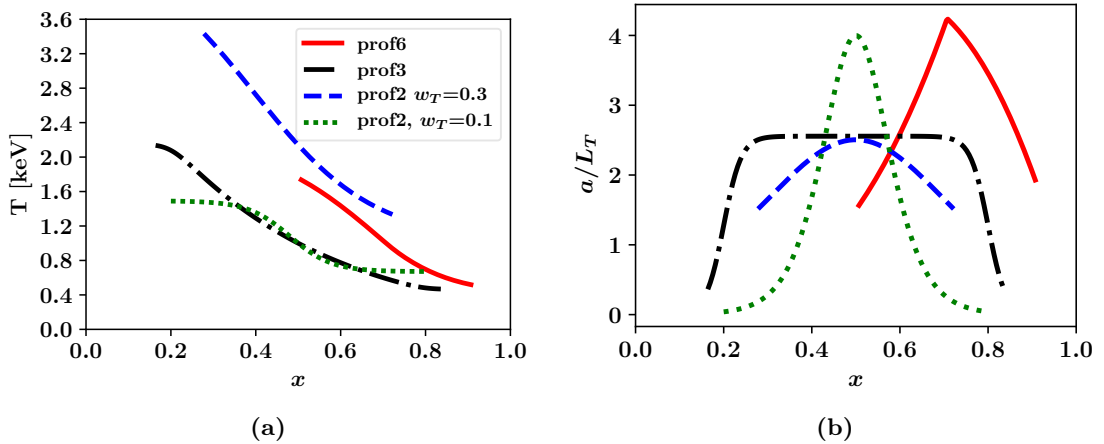 3.6
3.2
2.8
2.4
2.0
1.6
1.2
0.8
0.4
0.0
T [keV]
0.0 0.2 0.4 0.6 0.8 1.0
x
prof6
prof3
prof2 w_T=0.3
prof2, w_T=0.1
(a)
4
3
2
1
0
a/L_T
0.0 0.2 0.4 0.6 0.8 1.0
x
(b)